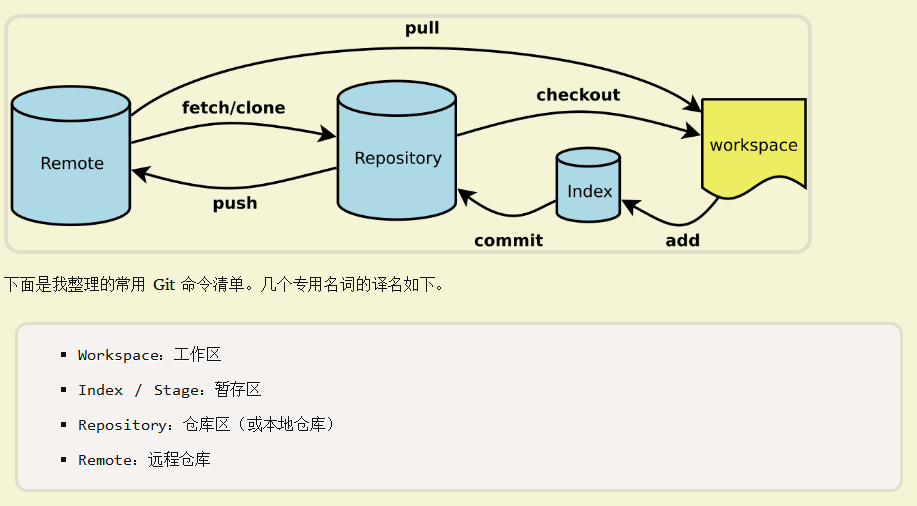 pull
fetch/clone
checkout
Remote
Repository
workspace
Index
push
commit
add
下面是我整理的常用 Git 命令清单。几个专用名词的译名如下。
Workspace：工作区
Index / Stage：暂存区
Repository：仓库区（或本地仓库）
Remote：远程仓库